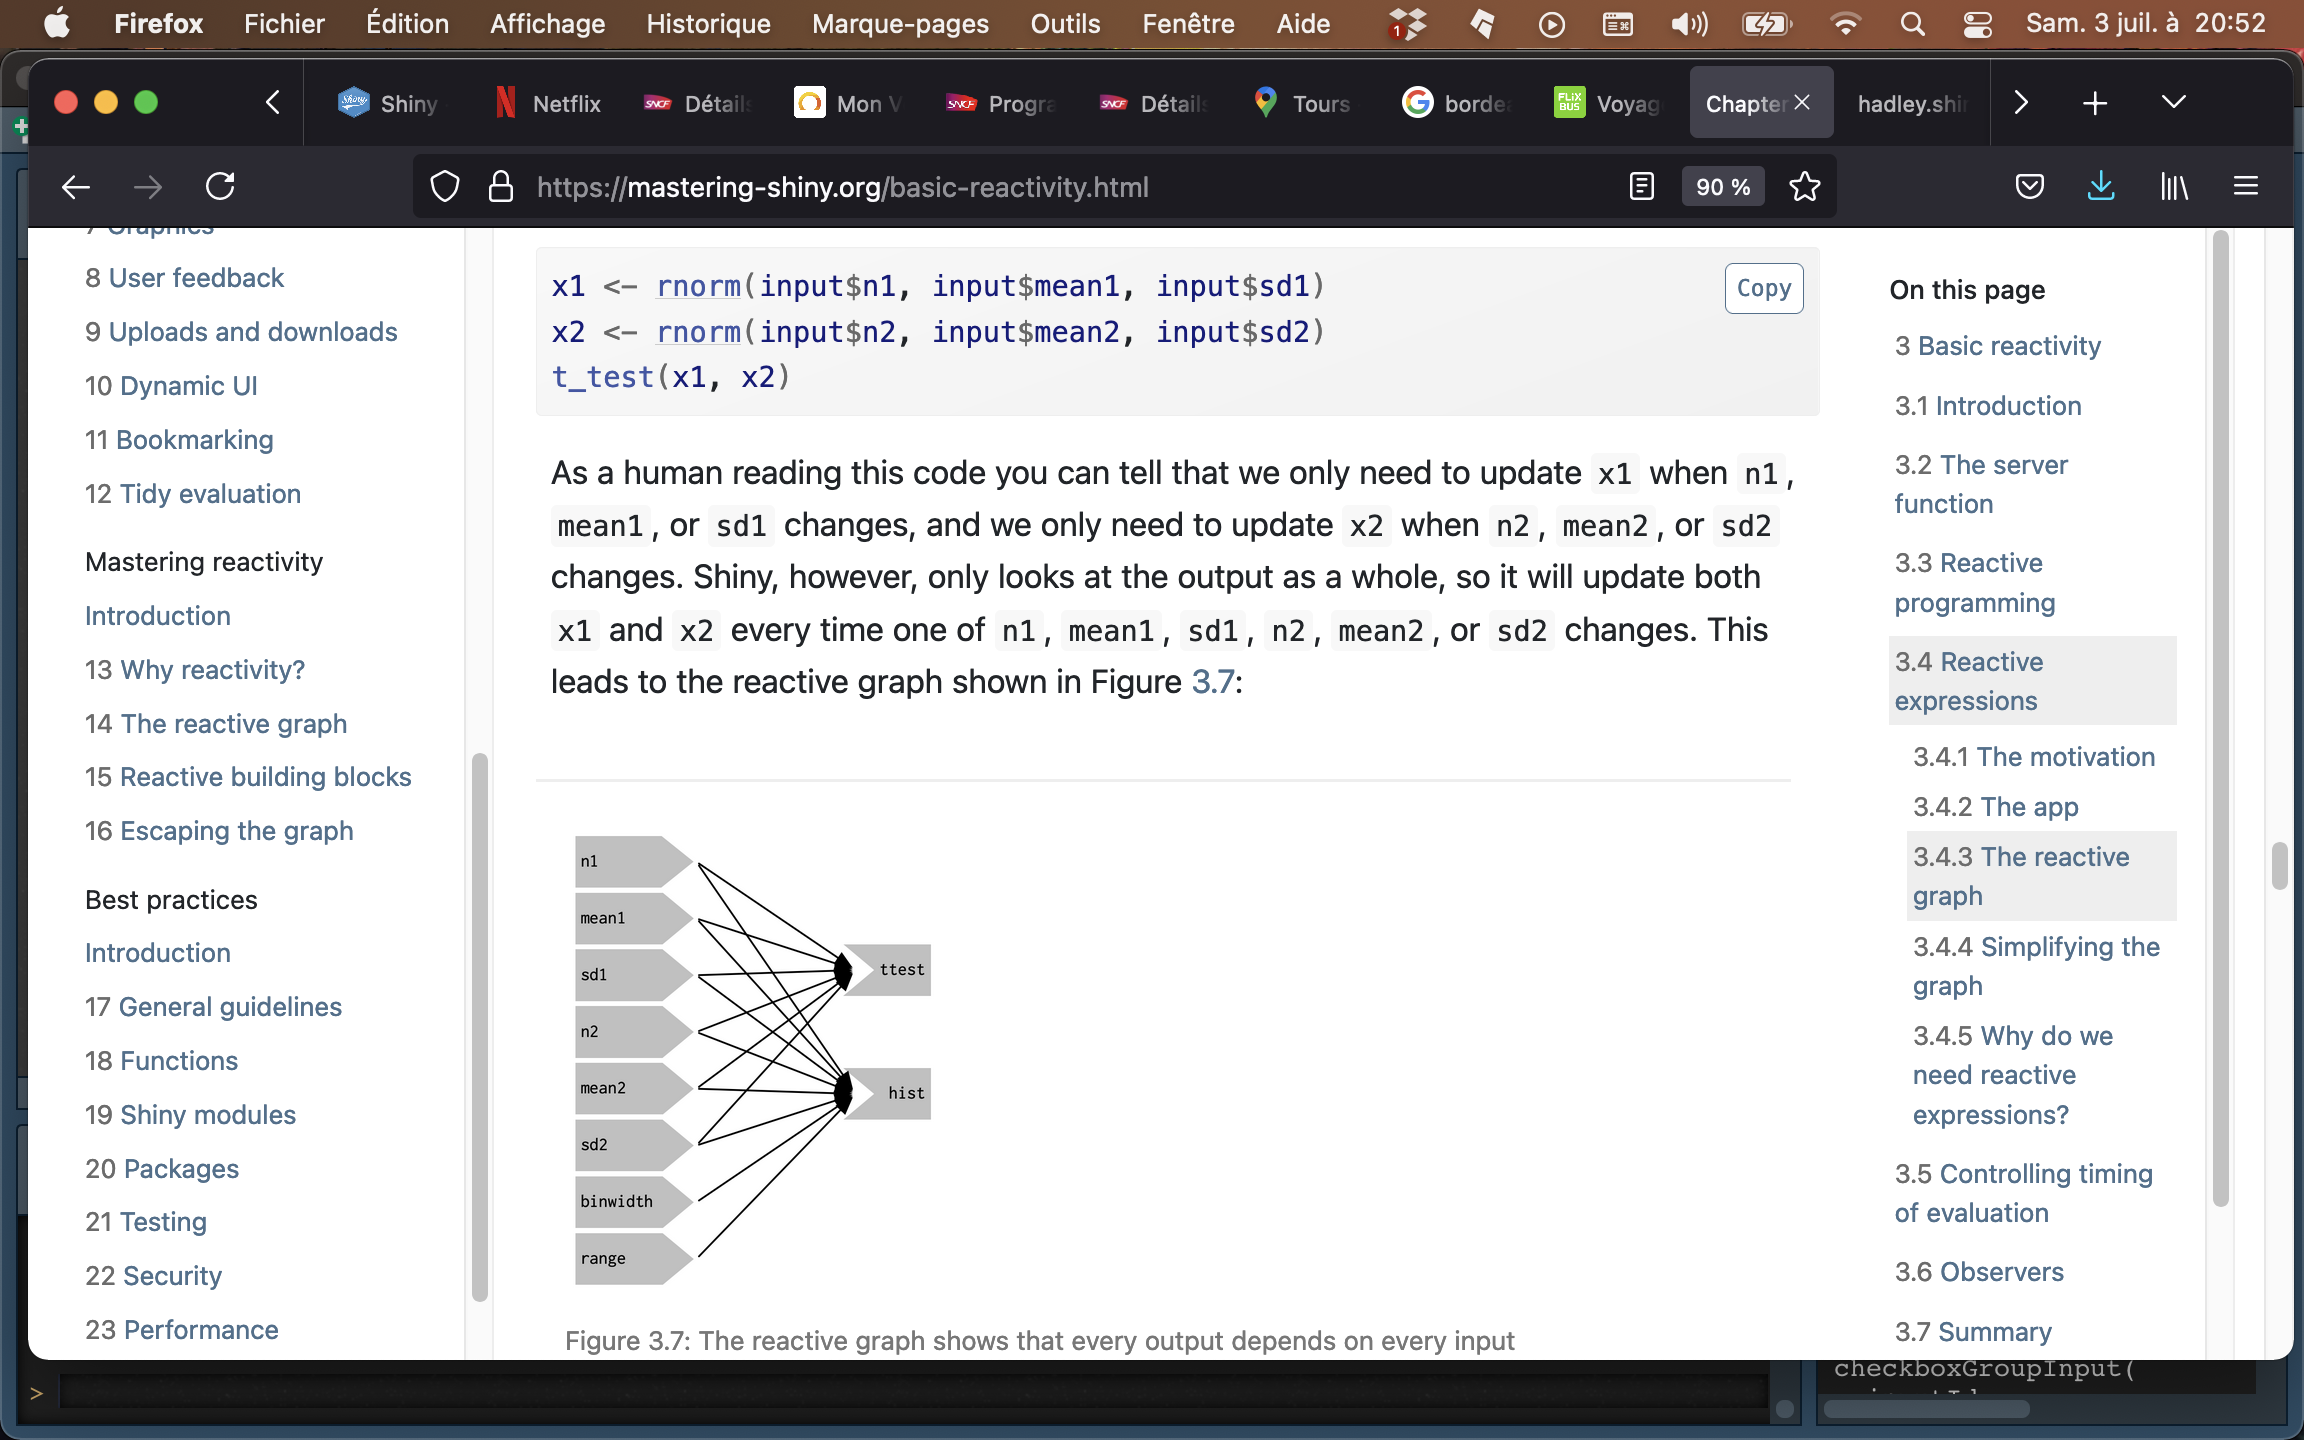 Firefox Fichier Édition Affichage Historique Marque-pages Outils Fenêtre Aide 1 Sam. 3 juil. à 20:52
Shiny Netflix SNCF Détails Mon V SNCF Progra SNCF Détails Tours borde FLiX BUS Voyag Chapter hadley.shin
https://mastering-shiny.org/basic-reactivity.html 90 %
7 Graphics
8 User feedback
9 Uploads and downloads
10 Dynamic UI
11 Bookmarking
12 Tidy evaluation
Mastering reactivity
Introduction
13 Why reactivity?
14 The reactive graph
15 Reactive building blocks
16 Escaping the graph
Best practices
Introduction
17 General guidelines
18 Functions
19 Shiny modules
20 Packages
21 Testing
22 Security
23 Performance
x1 <- rnorm(input$n1, input$mean1, input$sd1)
x2 <- rnorm(input$n2, input$mean2, input$sd2)
t_test(x1, x2)
Copy
As a human reading this code you can tell that we only need to update x1 when n1,
mean1, or sd1 changes, and we only need to update x2 when n2, mean2, or sd2
changes. Shiny, however, only looks at the output as a whole, so it will update both
x1 and x2 every time one of n1, mean1, sd1, n2, mean2, or sd2 changes. This
leads to the reactive graph shown in Figure 3.7:
n1
mean1
sd1
n2
mean2
sd2
binwidth
range
ttest
hist
Figure 3.7: The reactive graph shows that every output depends on every input
On this page
3 Basic reactivity
3.1 Introduction
3.2 The server
function
3.3 Reactive
programming
3.4 Reactive
expressions
3.4.1 The motivation
3.4.2 The app
3.4.3 The reactive
graph
3.4.4 Simplifying the
graph
3.4.5 Why do we
need reactive
expressions?
3.5 Controlling timing
of evaluation
3.6 Observers
3.7 Summary
>
checkboxGroupInput(